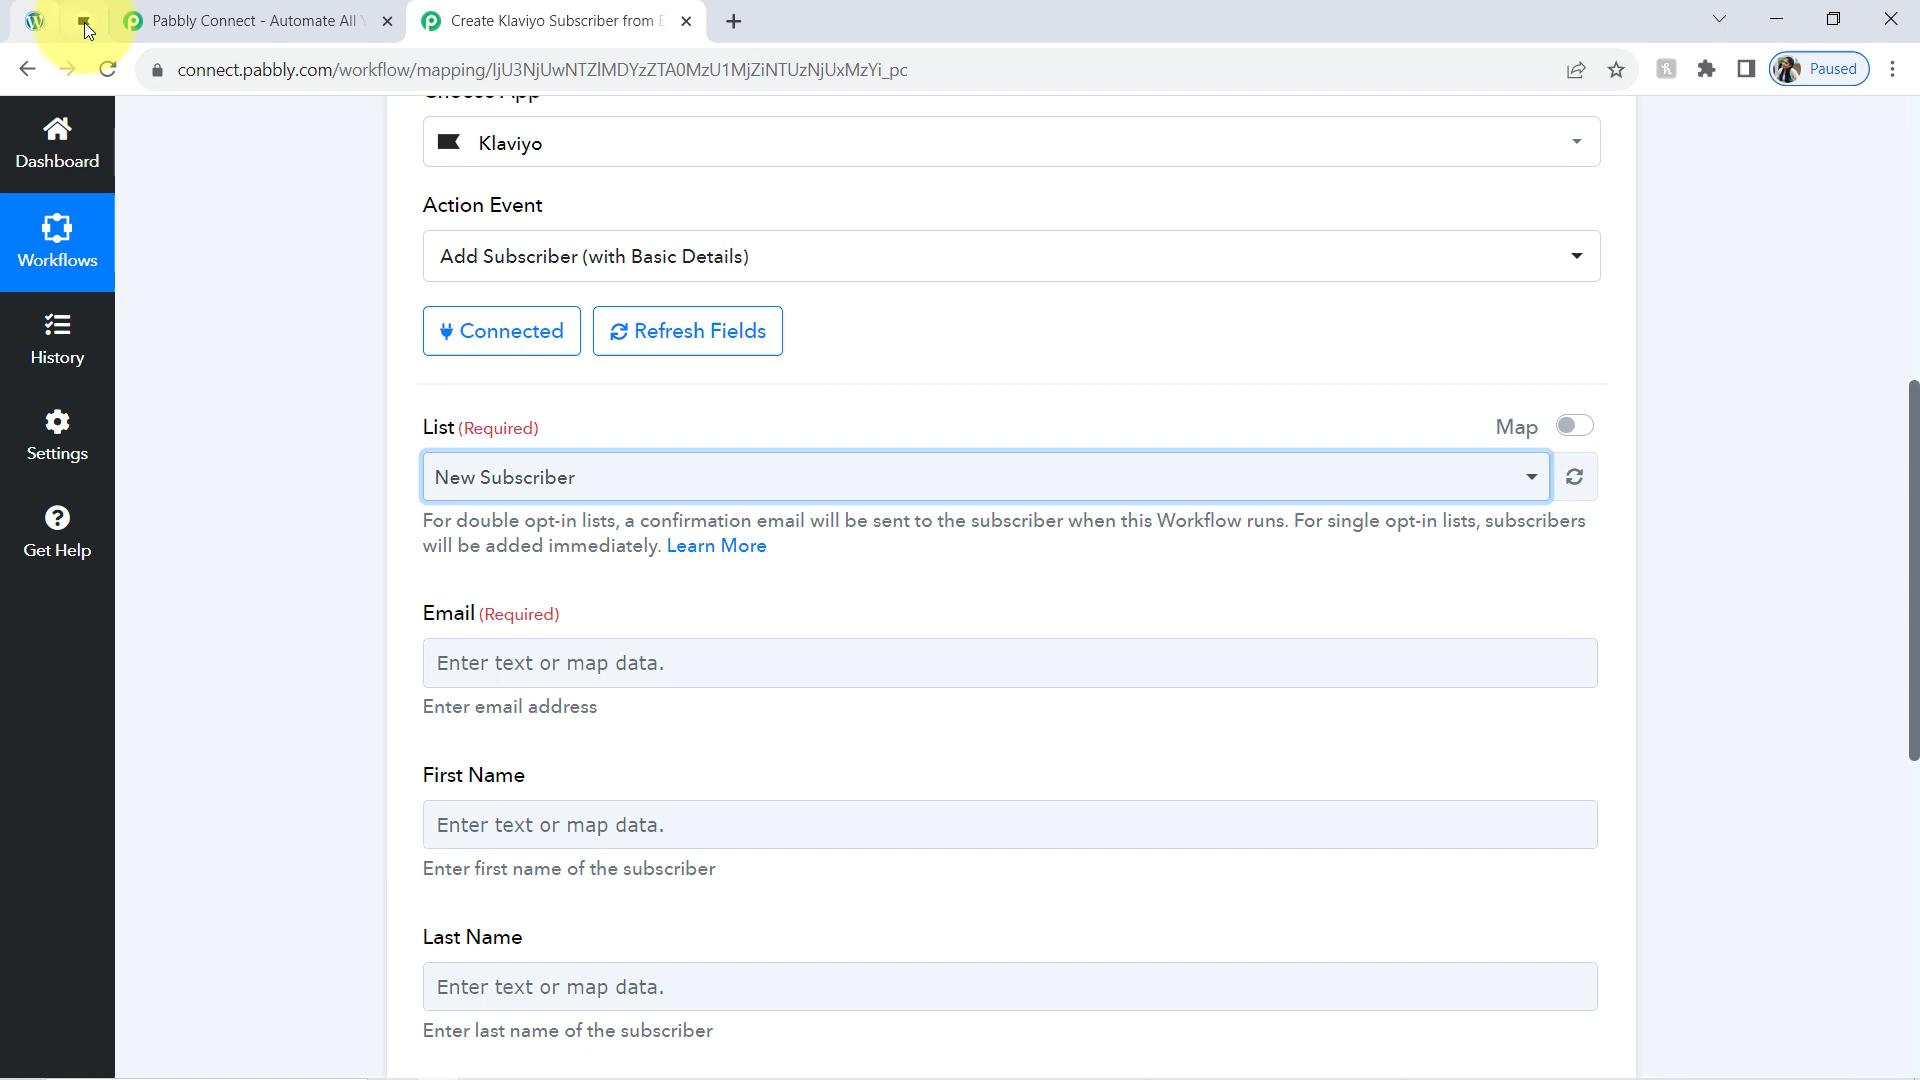 Pabbly Connect - Automate All
Create Klaviyo Subscriber from
connect.pabbly.com/workflow/mapping/IjU3NjUwNTZlMDYzZTA0MzU1MjZiNTUzNjUxMzYi_pc
Paused
Dashboard
Workflows
History
Settings
Get Help
Choose App
Klaviyo
Action Event
Add Subscriber (with Basic Details)
Connected
Refresh Fields
List (Required)
Map
New Subscriber
For double opt-in lists, a confirmation email will be sent to the subscriber when this Workflow runs. For single opt-in lists, subscribers
will be added immediately. Learn More
Email (Required)
Enter text or map data.
Enter email address
First Name
Enter text or map data.
Enter first name of the subscriber
Last Name
Enter text or map data.
Enter last name of the subscriber